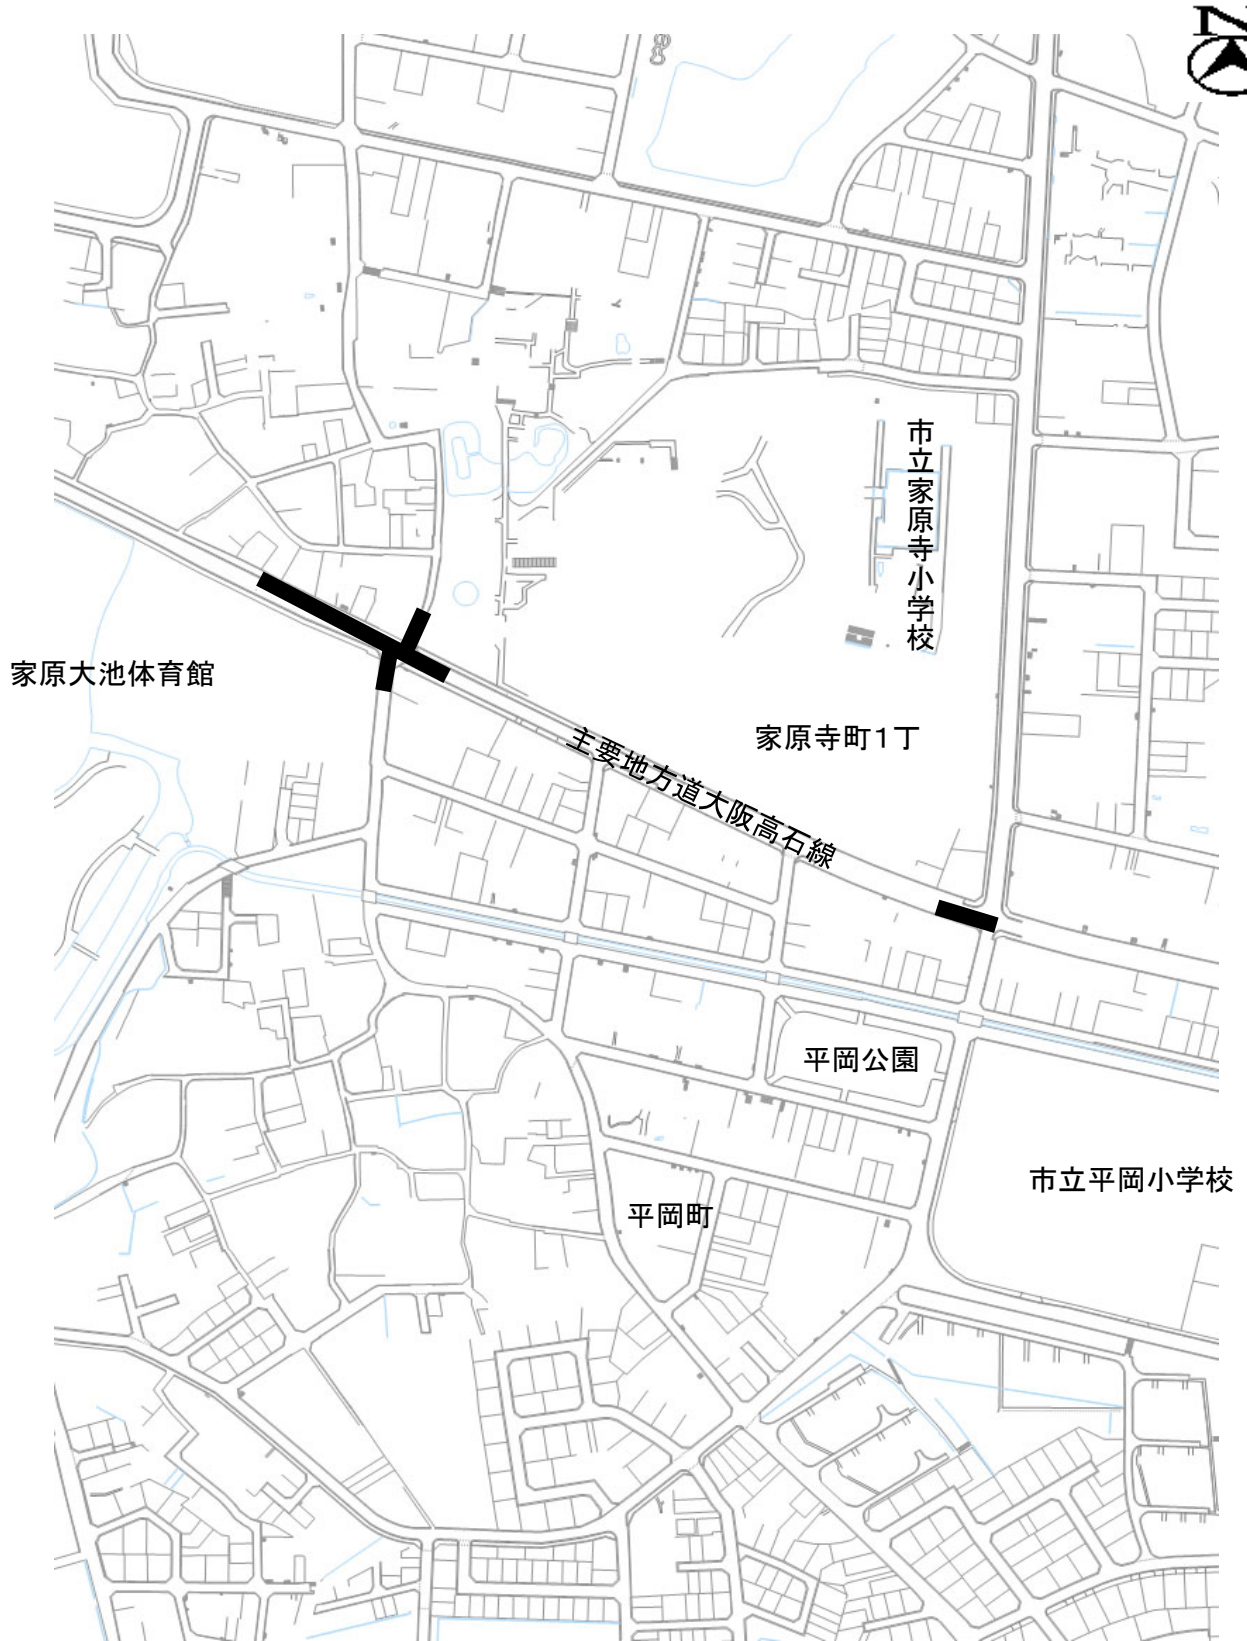 N
市立家原寺小学校
家原大池体育館
家原寺町1丁
主要地方道大阪高石線
平岡公園
市立平岡小学校
平岡町